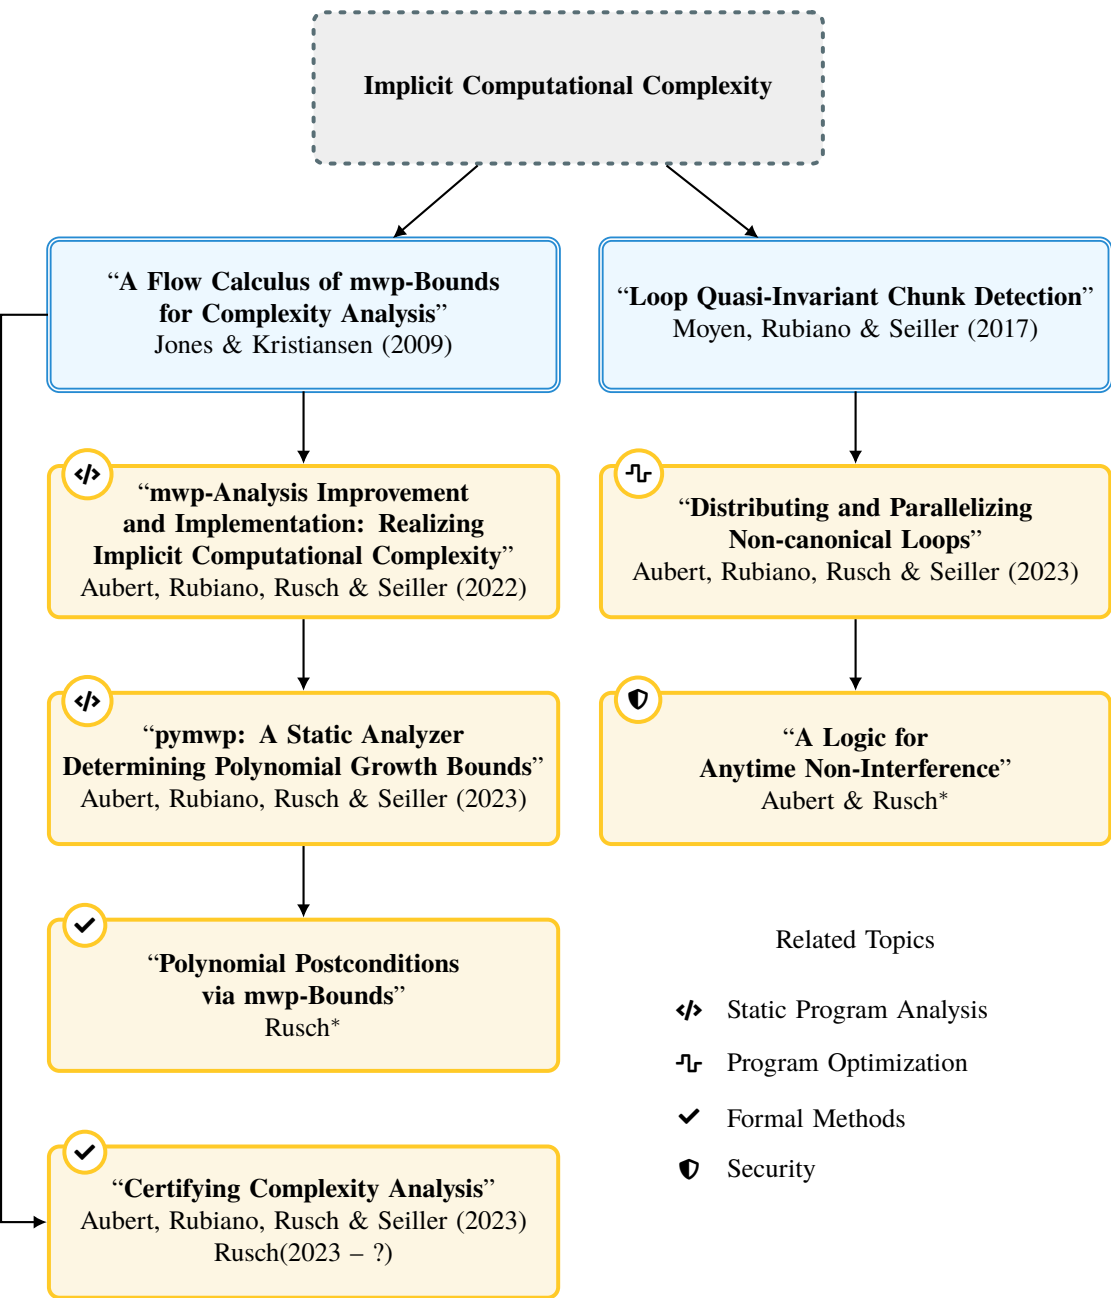 Implicit Computational Complexity
“A Flow Calculus of mwp-Bounds
for Complexity Analysis”
Jones & Kristiansen (2009)
“Loop Quasi-Invariant Chunk Detection”
Moyen, Rubiano & Seiller (2017)
“mwp-Analysis Improvement
and Implementation: Realizing
Implicit Computational Complexity”
Aubert, Rubiano, Rusch & Seiller (2022)
“Distributing and Parallelizing
Non-canonical Loops”
Aubert, Rubiano, Rusch & Seiller (2023)
“pymwp: A Static Analyzer
Determining Polynomial Growth Bounds”
Aubert, Rubiano, Rusch & Seiller (2023)
“A Logic for
Anytime Non-Interference”
Aubert & Rusch*
“Polynomial Postconditions
via mwp-Bounds”
Rusch*
“Certifying Complexity Analysis”
Aubert, Rubiano, Rusch & Seiller (2023)
Rusch(2023 – ?)
Related Topics
Static Program Analysis
Program Optimization
Formal Methods
Security